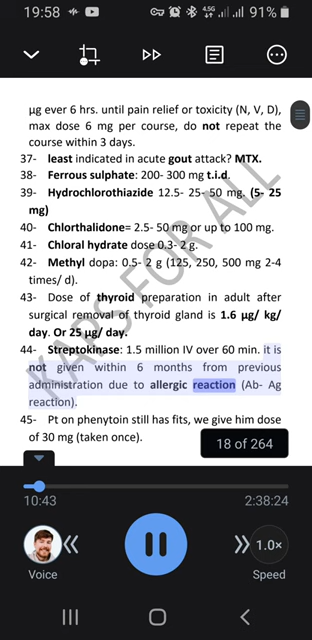 19:58
4.5G
91%
µg ever 6 hrs. until pain relief or toxicity (N, V, D),
max dose 6 mg per course, do not repeat the
course within 3 days.
37- least indicated in acute gout attack? MTX.
38- Ferrous sulphate: 200- 300 mg t.i.d.
39- Hydrochlorothiazide 12.5- 25- 50 mg. (5- 25
mg)
40- Chlorthalidone= 2.5- 50 mg or up to 100 mg.
41- Chloral hydrate dose 0.3- 2 g.
42- Methyl dopa: 0.5- 2 g (125, 250, 500 mg 2-4
times/ d).
43- Dose of thyroid preparation in adult after
surgical removal of thyroid gland is 1.6 µg/ kg/
day. Or 25 µg/ day.
44- Streptokinase: 1.5 million IV over 60 min. it is
not given within 6 months from previous
administration due to allergic reaction (Ab- Ag
reaction).
45- Pt on phenytoin still has fits, we give him dose
of 30 mg (taken once).
KAPS FOR ALL
18 of 264
10:43
2:38:24
1.0×
Voice
Speed